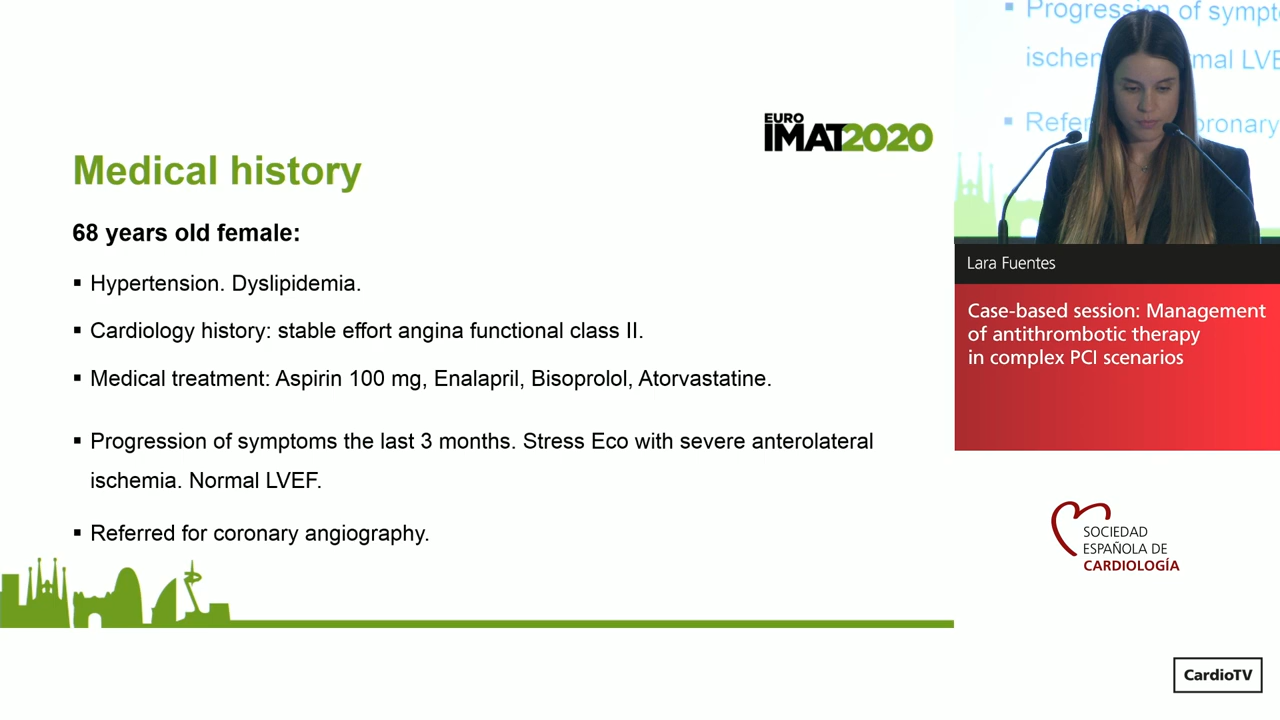 EURO
IMAT2020
Medical history
68 years old female:
▪ Hypertension. Dyslipidemia.
▪ Cardiology history: stable effort angina functional class II.
▪ Medical treatment: Aspirin 100 mg, Enalapril, Bisoprolol, Atorvastatine.
▪ Progression of symptoms the last 3 months. Stress Eco with severe anterolateral
ischemia. Normal LVEF.
▪ Referred for coronary angiography.
▪ Progression of
Lara Fuentes
Case-based session: Management
of antithrombotic therapy
in complex PCI scenarios
SOCIEDAD
ESPAÑOLA DE
CARDIOLOGÍA
CardioTV